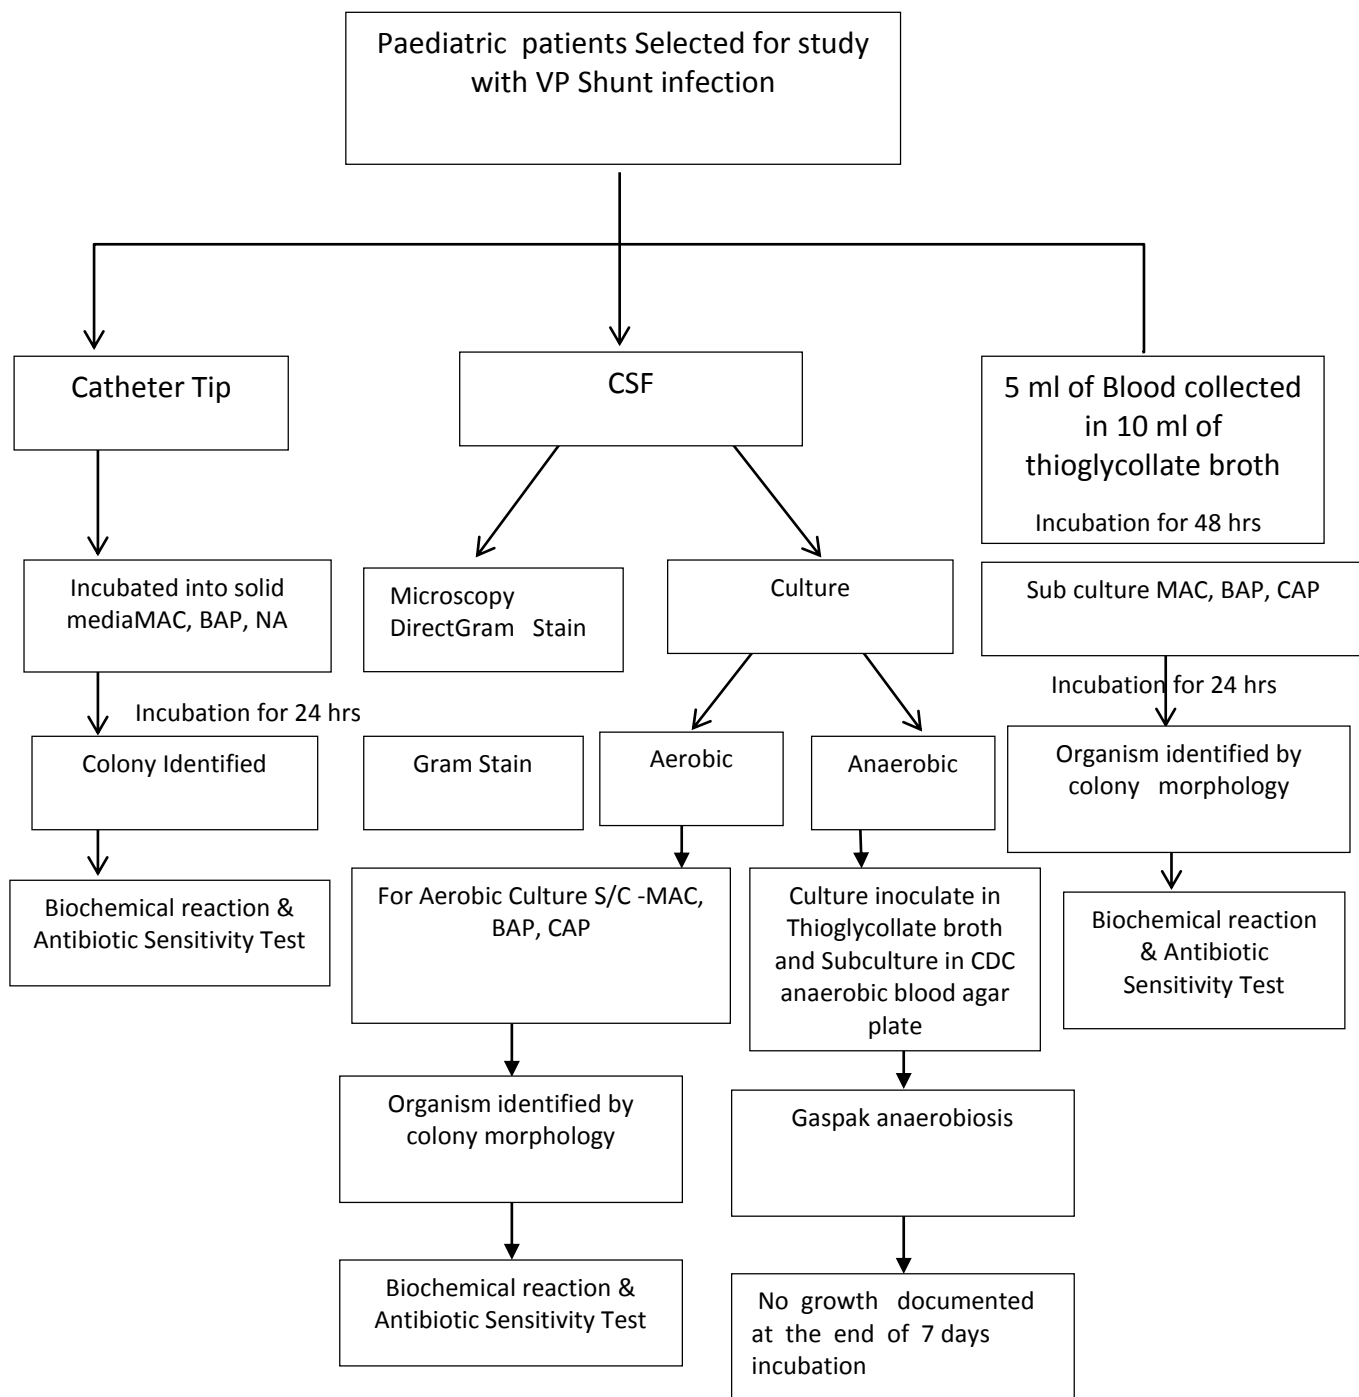 Paediatric patients Selected for study
with VP Shunt infection
Catheter Tip
CSF
5 ml of Blood collected
in 10 ml of
thioglycollate broth
Incubation for 48 hrs
Incubated into solid
mediaMAC, BAP, NA
Microscopy
DirectGram Stain
Culture
Sub culture MAC, BAP, CAP
Incubation for 24 hrs
Incubation for 24 hrs
Colony Identified
Gram Stain
Aerobic
Anaerobic
Organism identified by
colony morphology
Biochemical reaction &
Antibiotic Sensitivity Test
For Aerobic Culture S/C -MAC,
BAP, CAP
Culture inoculate in
Thioglycollate broth
and Subculture in CDC
anaerobic blood agar
plate
Biochemical reaction
& Antibiotic
Sensitivity Test
Organism identified by
colony morphology
Gaspak anaerobiosis
Biochemical reaction &
Antibiotic Sensitivity Test
No growth documented
at the end of 7 days
incubation